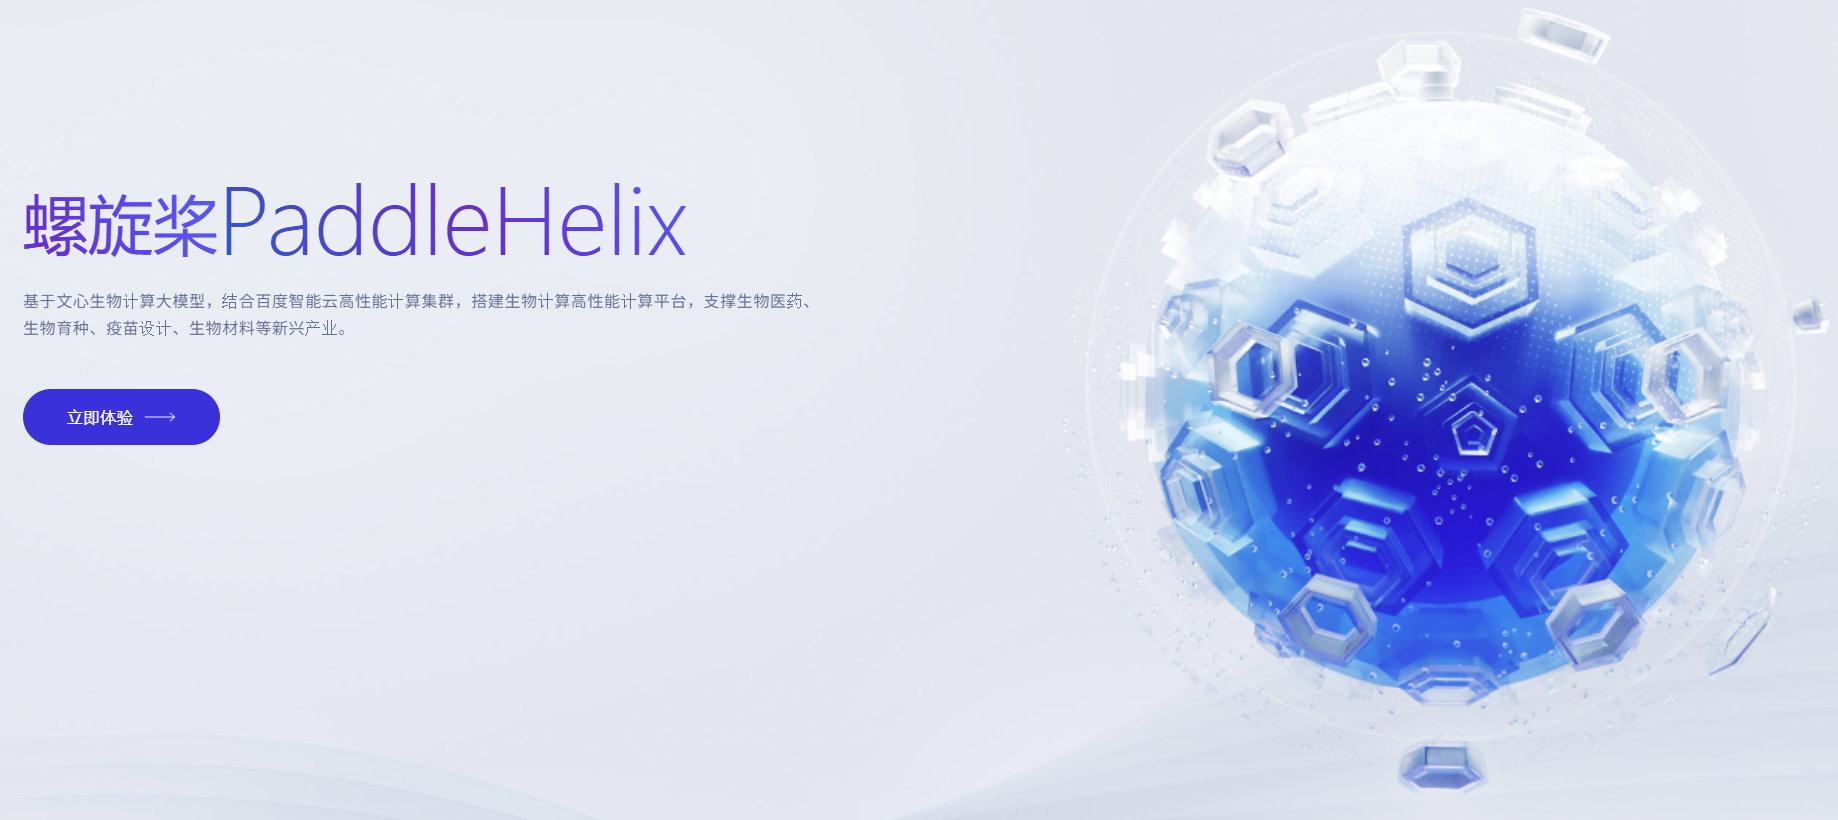 螺旋桨PaddleHelix
基于文心生物计算大模型，结合百度智能云高性能计算集群，搭建生物计算高性能计算平台，支撑生物医药、
生物育种、疫苗设计、生物材料等新兴产业。
立即体验